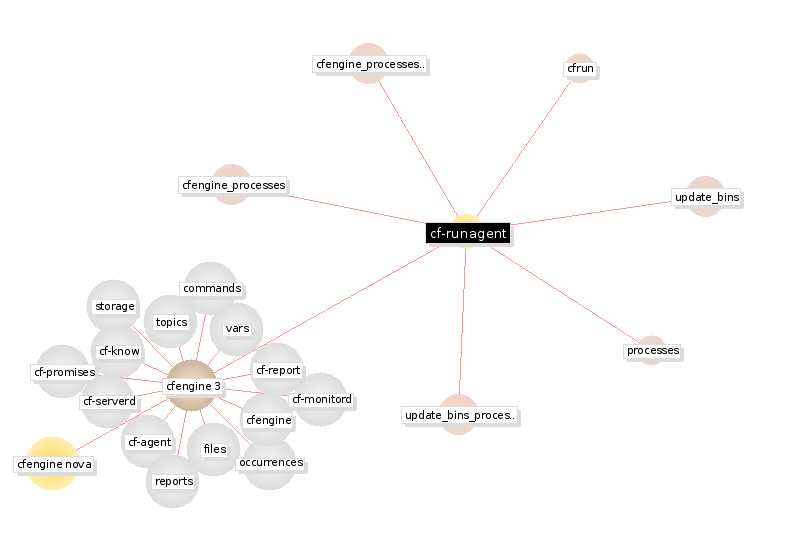 cfengine_processes..
cfrun
cfengine_processes
update_bins
cf-runagent
commands
storage
topics
vars
cf-know
processes
cf-promises
cf-report
cfengine 3
cf-serverd
cf-monitord
update_bins_proces..
cfengine
cf-agent
files
cfengine nova
occurrences
reports